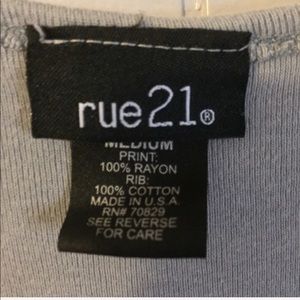 rue21®
MEDIUM
PRINT:
100% RAYON
RIB:
100% COTTON
MADE IN U.S.A.
RN# 70829
SEE REVERSE
FOR CARE